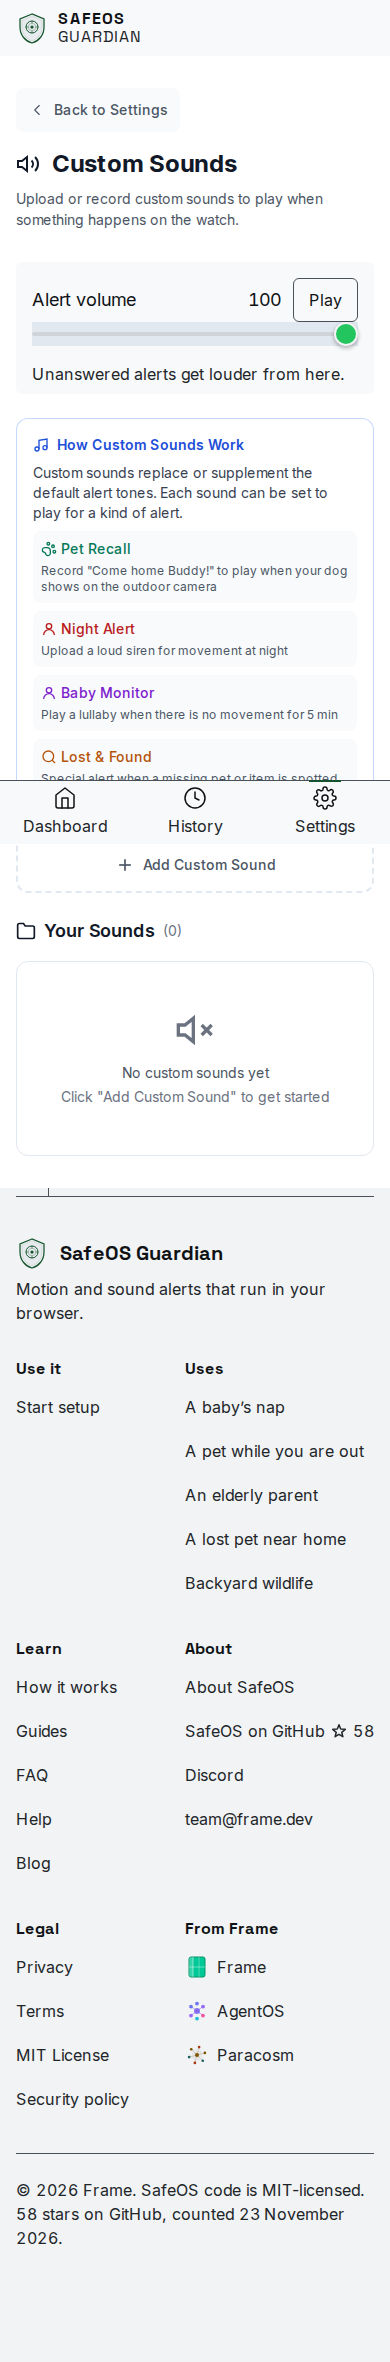 SAFEOS
GUARDIAN
Back to Settings
Custom Sounds
Upload or record custom sounds to play when
something happens on the watch.
Alert volume 100 Play
Unanswered alerts get louder from here.
How Custom Sounds Work
Custom sounds replace or supplement the
default alert tones. Each sound can be set to
play for a kind of alert.
Pet Recall
Record "Come home Buddy!" to play when your dog
shows on the outdoor camera
Night Alert
Upload a loud siren for movement at night
Baby Monitor
Play a lullaby when there is no movement for 5 min
Lost & Found
Special alert when a missing pet or item is spotted
Dashboard History Settings
Add Custom Sound
Your Sounds (0)
No custom sounds yet
Click "Add Custom Sound" to get started
SafeOS Guardian
Motion and sound alerts that run in your
browser.
Use it
Start setup
Uses
A baby’s nap
A pet while you are out
An elderly parent
A lost pet near home
Backyard wildlife
Learn
How it works
Guides
FAQ
Help
Blog
About
About SafeOS
SafeOS on GitHub ☆ 58
Discord
team@frame.dev
Legal
Privacy
Terms
MIT License
Security policy
From Frame
Frame
AgentOS
Paracosm
© 2026 Frame. SafeOS code is MIT-licensed.
58 stars on GitHub, counted 23 November
2026.